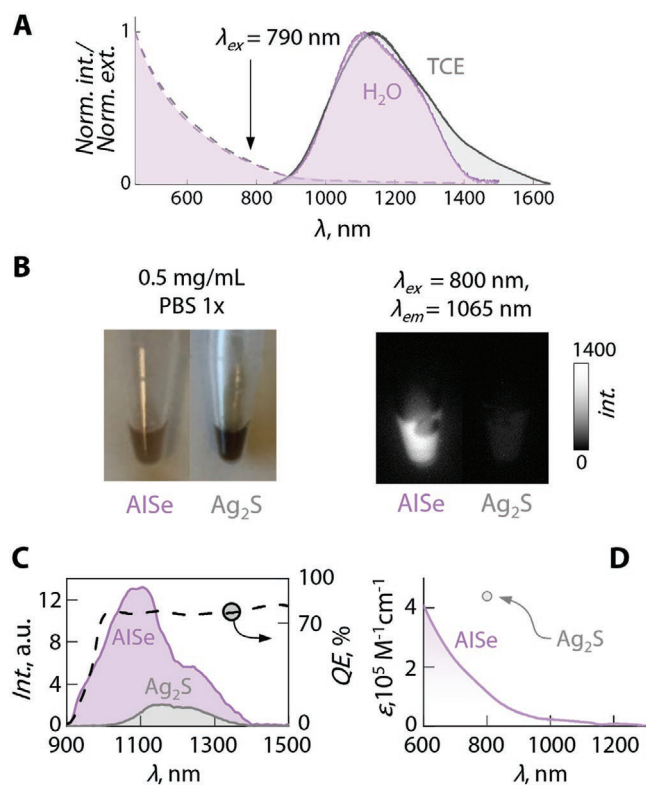 A
Norm. int./
Norm. ext.
1
0
λex = 790 nm
TCE
H2O
600 800 1000 1200 1400 1600
λ, nm
B
0.5 mg/mL
PBS 1x
λex = 800 nm,
λem = 1065 nm
1400
int.
0
AISe Ag2S
AISe Ag2S
C
Int., a.u.
12
8
4
0
100
70
0
QE, %
AISe
Ag2S
900 1100 1300 1500
λ, nm
D
ε,10⁵ M⁻¹cm⁻¹
4
2
0
AISe
Ag2S
600 800 1000 1200
λ, nm